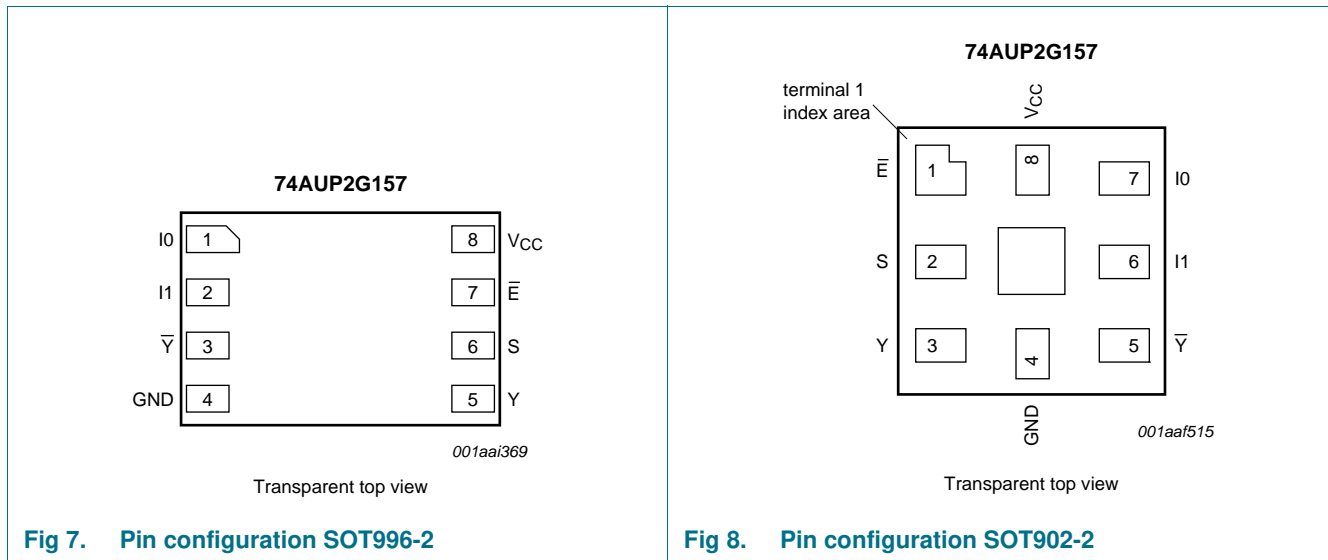 74AUP2G157
I0 1 8 VCC
I1 2 7 E̅
Y̅ 3 6 S
GND 4 5 Y
001aai369
Transparent top view
Fig 7. Pin configuration SOT996-2
74AUP2G157
terminal 1
index area
VCC
E̅ 1 8 7 I0
S 2 6 I1
Y 3 4 5 Y̅
GND
001aaf515
Transparent top view
Fig 8. Pin configuration SOT902-2